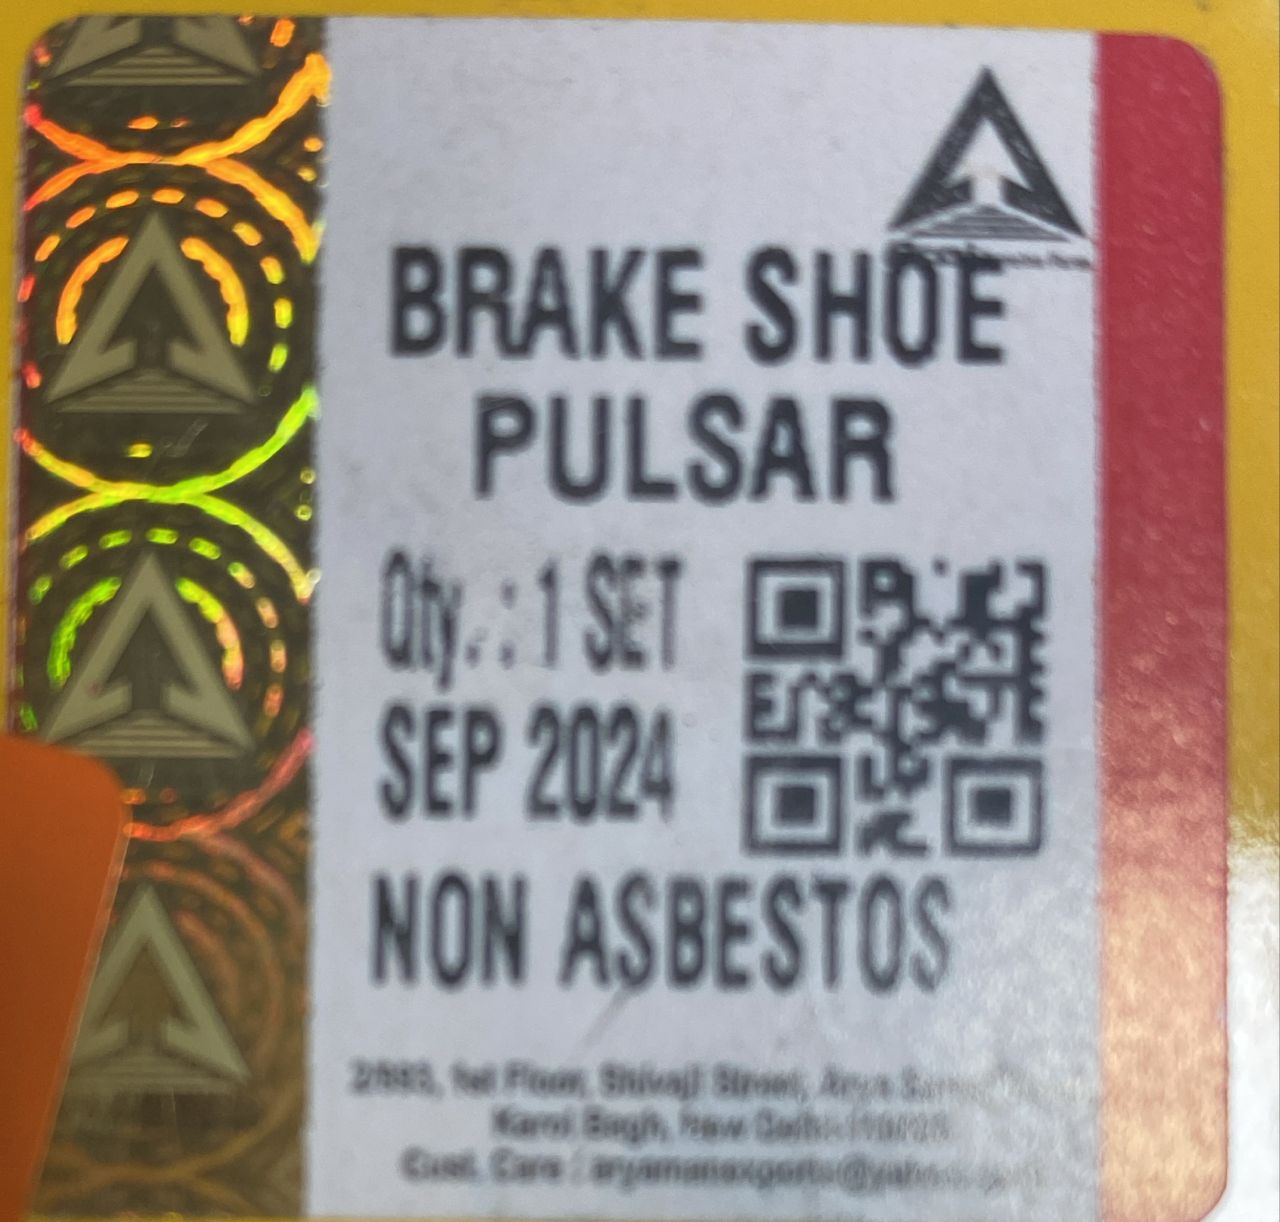 BRAKE SHOE
PULSAR
Qty. : 1 SET
SEP 2024
NON ASBESTOS
1st Floor, Shivaji Street, Arya
Karol Bagh, New Delhi
Cust. Care :